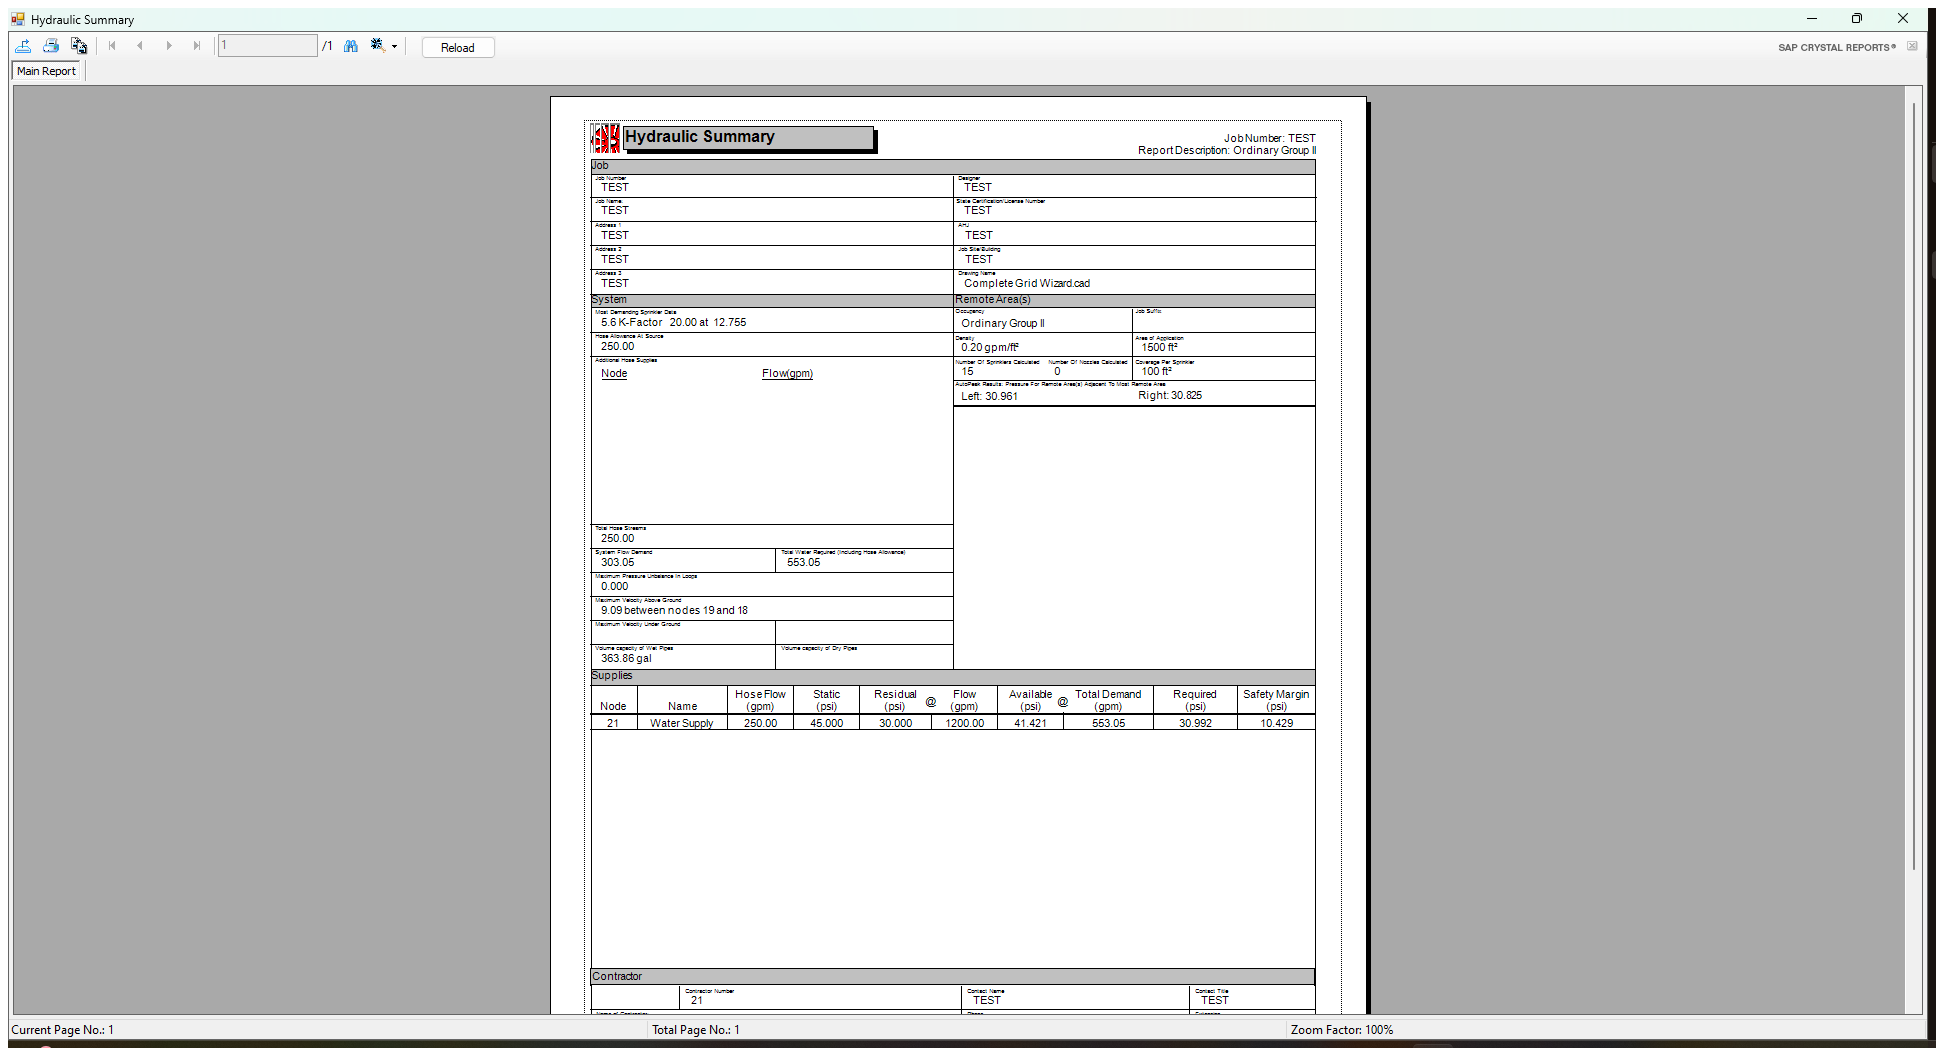 Hydraulic Summary
1 /1 Reload
SAP CRYSTAL REPORTS®
Main Report
Hydraulic Summary
Job Number: TEST
Report Description: Ordinary Group II
Job
Job Number
TEST
Designer
TEST
Job Name:
TEST
State Certification/License Number
TEST
Address 1
TEST
AHJ
TEST
Address 2
TEST
Job Site/Building
TEST
Address 3
TEST
Drawing Name
Complete Grid Wizard.cad
System
Remote Area(s)
Most Demanding Sprinkler Data
5.6 K-Factor 20.00 at 12.755
Occupancy
Ordinary Group II
Job Suffix
Hose Allowance At Source
250.00
Density
0.20 gpm/ft²
Area of Application
1500 ft²
Additional Hose Supplies
Node Flow(gpm)
Number Of Sprinklers Calculated
15
Number Of Nozzles Calculated
0
Coverage Per Sprinkler
100 ft²
AutoPeak Results: Pressure For Remote Area(s) Adjacent To Most Remote Area
Left: 30.961 Right: 30.825
Total Hose Streams
250.00
System Flow Demand
303.05
Total Water Required (Including Hose Allowance)
553.05
Maximum Pressure Unbalance In Loops
0.000
Maximum Velocity Above Ground
9.09 between nodes 19 and 18
Maximum Velocity Under Ground
Volume capacity of Wet Pipes
363.86 gal
Volume capacity of Dry Pipes
Supplies
Node Name Hose Flow (gpm) Static (psi) Residual (psi) @ Flow (gpm) Available (psi) @ Total Demand (gpm) Required (psi) Safety Margin (psi)
21 Water Supply 250.00 45.000 30.000 1200.00 41.421 553.05 30.992 10.429
Contractor
Contractor Number
21
Contact Name
TEST
Contact Title
TEST
Current Page No.: 1 Total Page No.: 1 Zoom Factor: 100%